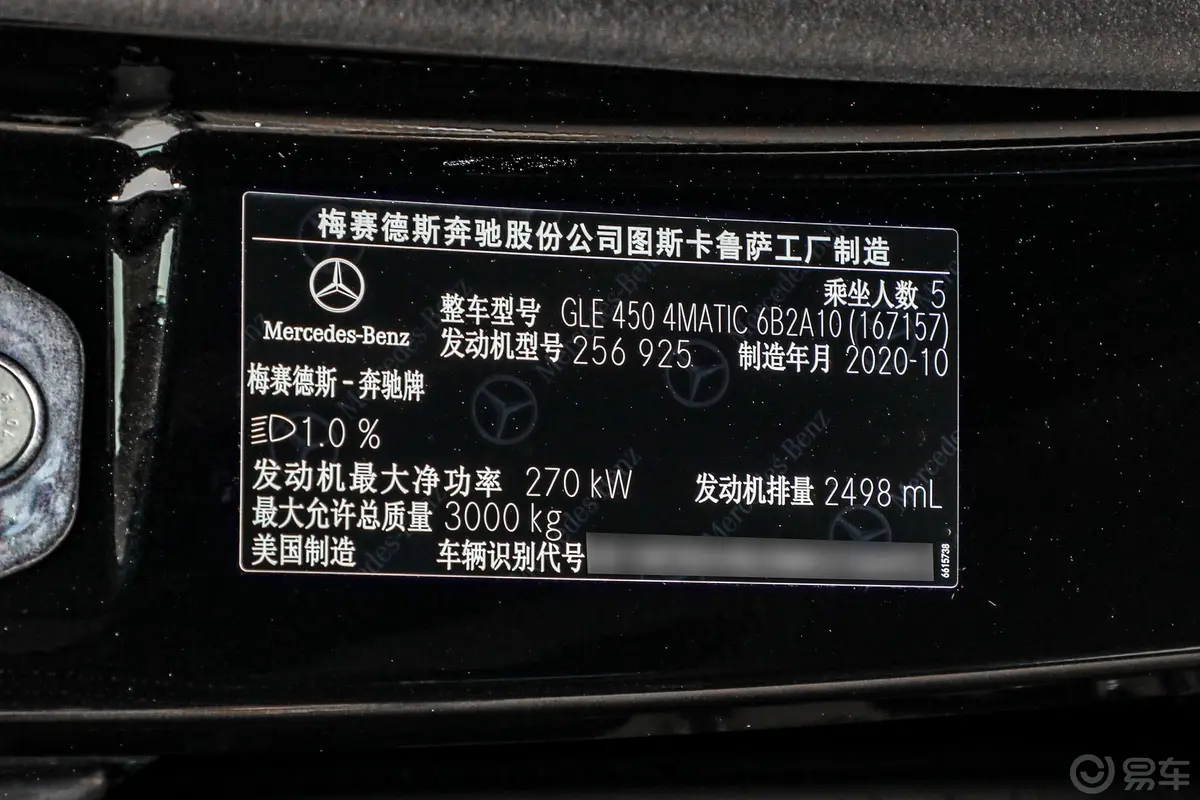 梅赛德斯奔驰股份公司图斯卡鲁萨工厂制造
乘坐人数 5
Mercedes-Benz
整车型号 GLE 450 4MATIC 6B2A10 (167157)
发动机型号 256 925 制造年月 2020-10
梅赛德斯-奔驰牌
1.0 %
发动机最大净功率 270 kW 发动机排量 2498 mL
最大允许总质量 3000 kg
美国制造 车辆识别代号
6615738
易车